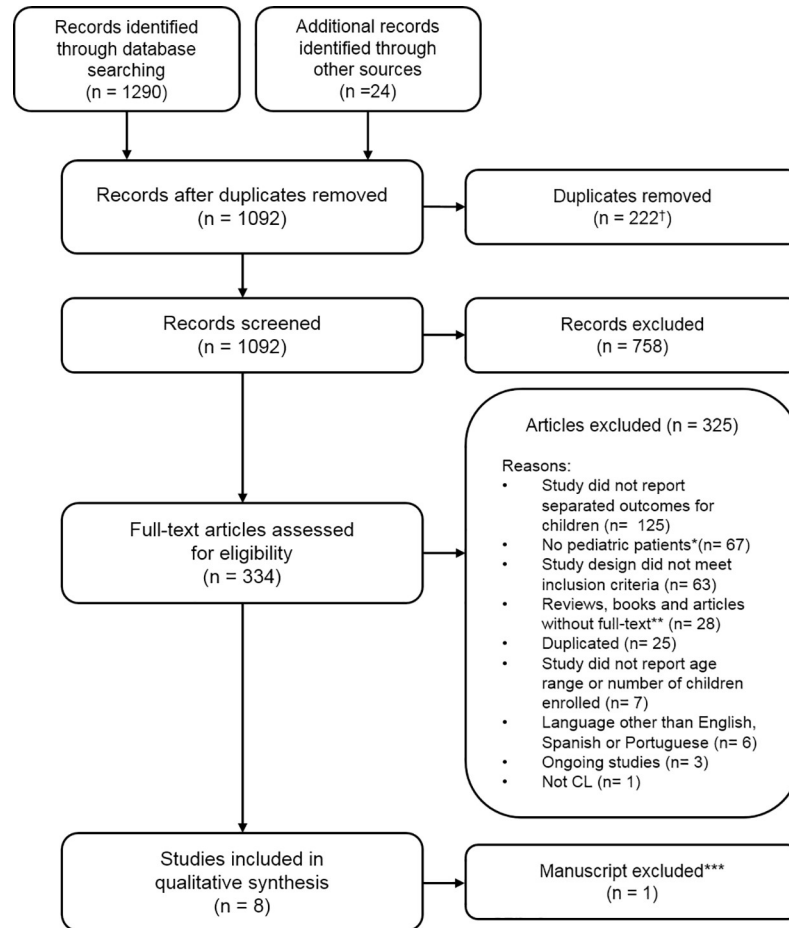 Records identified
through database
searching
(n = 1290)
Additional records
identified through
other sources
(n =24)
Records after duplicates removed
(n = 1092)
Duplicates removed
(n = 222†)
Records screened
(n = 1092)
Records excluded
(n = 758)
Full-text articles assessed
for eligibility
(n = 334)
Articles excluded (n = 325)
Reasons:
• Study did not report
separated outcomes for
children (n= 125)
• No pediatric patients*(n= 67)
• Study design did not meet
inclusion criteria (n= 63)
• Reviews, books and articles
without full-text** (n= 28)
• Duplicated (n= 25)
• Study did not report age
range or number of children
enrolled (n= 7)
• Language other than English,
Spanish or Portuguese (n= 6)
• Ongoing studies (n= 3)
• Not CL (n= 1)
Studies included in
qualitative synthesis
(n = 8)
Manuscript excluded***
(n = 1)